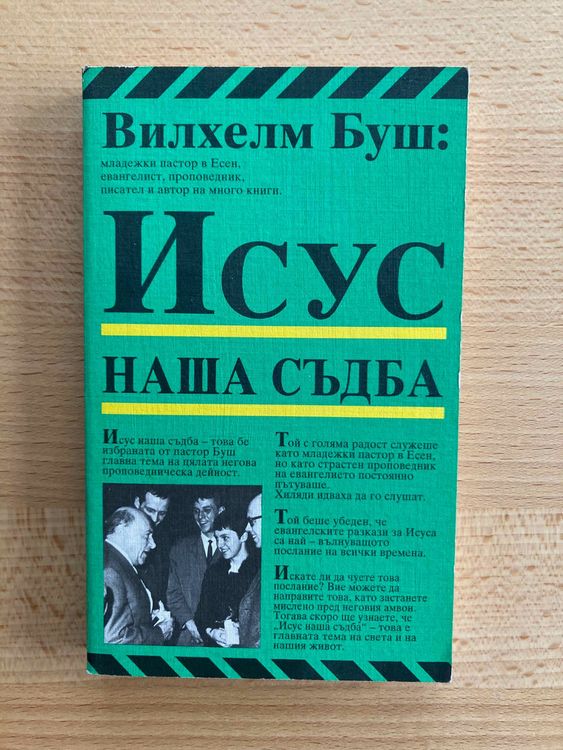 Вилхелм Буш:
младежки пастор в Есен,
евангелист, проповедник,
писател и автор на много книги.
Исус
НАША СЪДБА
Исус наша съдба – това бе
избраната от пастор Буш
главна тема на цялата негова
проповедническа дейност.
Той с голяма радост служеше
като младежки пастор в Есен,
но като страстен проповедник
на евангелието постоянно
пътуваше.
Хиляди идваха да го слушат.
Той беше убеден, че
евангелските разкази за Исуса
са най – вълнуващото
послание на всички времена.
Искате ли да чуете това
послание? Вие можете да
направите това, като застанете
мислено пред неговия амвон.
Тогава скоро ще узнаете, че
„Исус наша съдба“ – това е
главната тема на света и на
нашия живот.